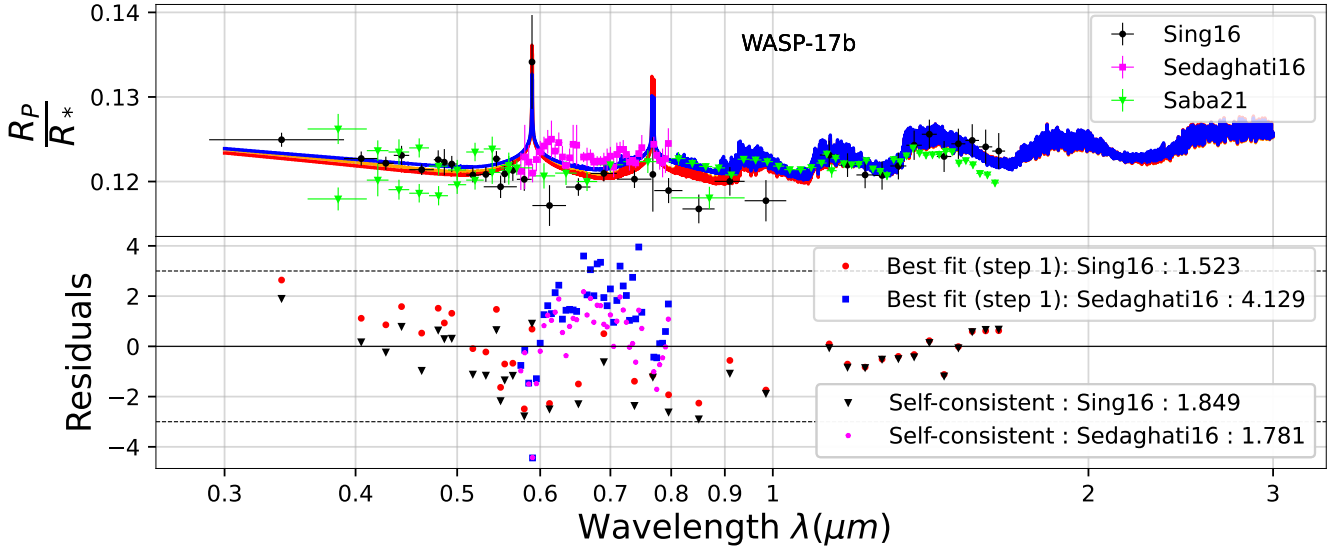 0.14
0.13
0.12
R_P
R_*
WASP-17b
Sing16
Sedaghati16
Saba21
4
2
0
−2
−4
Residuals
Best fit (step 1): Sing16 : 1.523
Best fit (step 1): Sedaghati16 : 4.129
Self-consistent : Sing16 : 1.849
Self-consistent : Sedaghati16 : 1.781
0.3 0.4 0.5 0.6 0.7 0.8 0.9 1 2 3
Wavelength λ(μm)